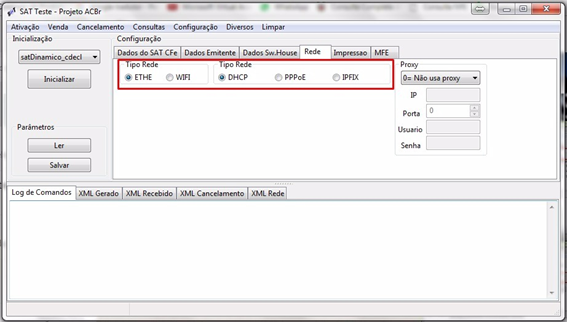 SAT Teste - Projeto ACBr
Ativação Venda Cancelamento Consultas Configuração Diversos Limpar
Inicialização
satDinamico_cdecl
Inicializar
Parâmetros
Ler
Salvar
Configuração
Dados do SAT CFe Dados Emitente Dados Sw.House Rede Impressao MFE
Tipo Rede
ETHE WIFI
Tipo Rede
DHCP PPPoE IPFIX
Proxy
0= Não usa proxy
IP
Porta 0
Usuario
Senha
Log de Comandos XML Gerado XML Recebido XML Cancelamento XML Rede